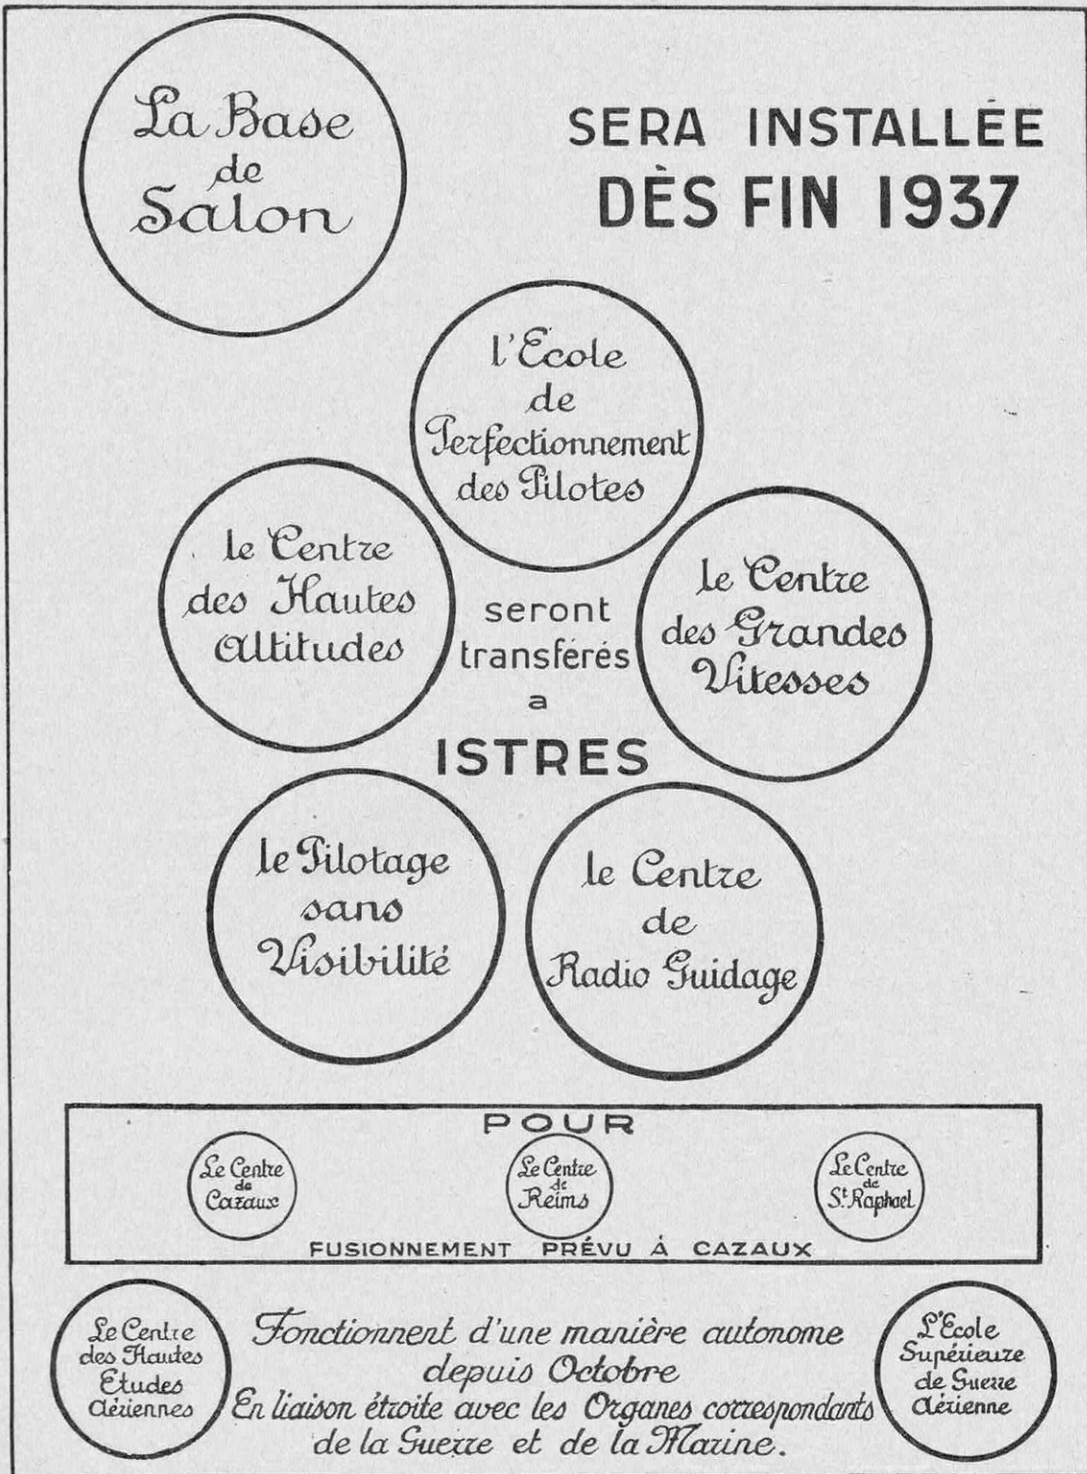 La Base
de
Salon
SERA INSTALLÉE
DÈS FIN 1937
l'École
de
Perfectionnement
des Pilotes
le Centre
des Hautes
Altitudes
seront
transférés
a
ISTRES
le Centre
des Grandes
Vitesses
le Pilotage
sans
Visibilité
le Centre
de
Radio Guidage
POUR
Le Centre
de
Cazaux
Le Centre
de
Reims
Le Centre
de
St. Raphael
FUSIONNEMENT PRÉVU À CAZAUX
Le Centre
des Hautes
Etudes
Aériennes
Fonctionnent d'une manière autonome
depuis Octobre
En liaison étroite avec les Organes correspondants
de la Guerre et de la Marine.
L'École
Supérieure
de Guerre
Aérienne